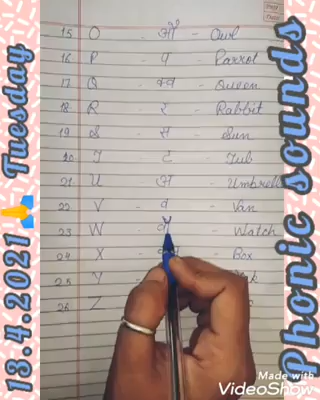 13.4.2021 🙏 Tuesday
Phonic sounds
15 O - ऑ - Owl
16 P - प - Parrot
17 Q - क्व - Queen
18 R - र - Rabbit
19 S - स - Sun
20 T - ट - Tub
21 U - अ - Umbrell
22 V - व - Van
23 W - व - Watch
24 X - - Box
25 Y -
26 Z -
Made with
VideoShow